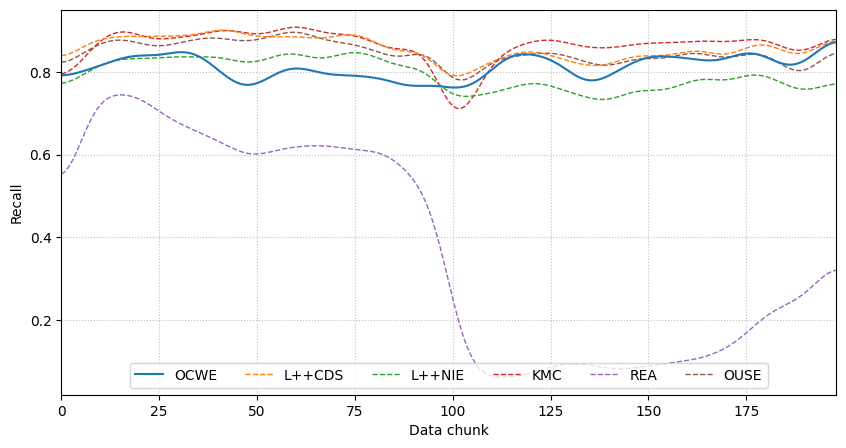 Recall
0.8
0.6
0.4
0.2
OCWE L++CDS L++NIE KMC REA OUSE
0 25 50 75 100 125 150 175
Data chunk